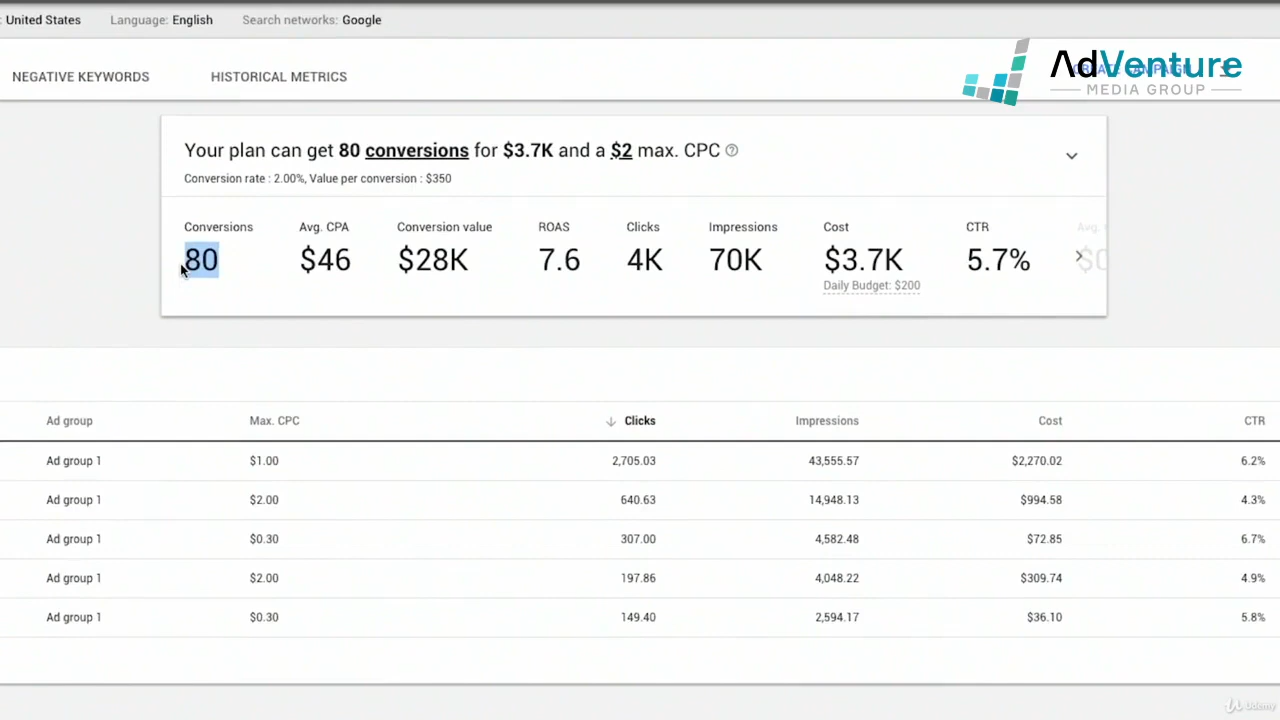 : United States Language: English Search networks: Google
NEGATIVE KEYWORDS HISTORICAL METRICS
AdVenture
MEDIA GROUP
Your plan can get 80 conversions for $3.7K and a $2 max. CPC
Conversion rate : 2.00%, Value per conversion : $350
Conversions Avg. CPA Conversion value ROAS Clicks Impressions Cost CTR Avg.
80 $46 $28K 7.6 4K 70K $3.7K 5.7% $0
Daily Budget: $200
Ad group Max. CPC Clicks Impressions Cost CTR
Ad group 1 $1.00 2,705.03 43,555.57 $2,270.02 6.2%
Ad group 1 $2.00 640.63 14,948.13 $994.58 4.3%
Ad group 1 $0.30 307.00 4,582.48 $72.85 6.7%
Ad group 1 $2.00 197.86 4,048.22 $309.74 4.9%
Ad group 1 $0.30 149.40 2,594.17 $36.10 5.8%
Udemy